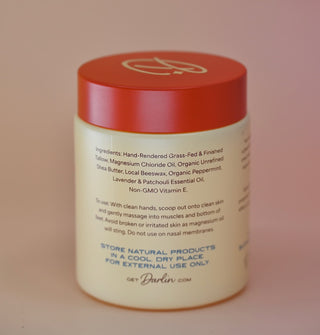 Ingredients: Hand-Rendered Grass-Fed & Finished
Tallow, Magnesium Chloride Oil, Organic Unrefined
Shea Butter, Local Beeswax, Organic Peppermint,
Lavender & Patchouli Essential Oil,
Non-GMO Vitamin E.
To use: With clean hands, scoop out onto clean skin
and gently massage into muscles and bottom of
feet. Avoid broken or irritated skin as magnesium oil
will sting. Do not use on nasal membranes.
STORE NATURAL PRODUCTS
IN A COOL, DRY PLACE
FOR EXTERNAL USE ONLY
GET Darlin .COM